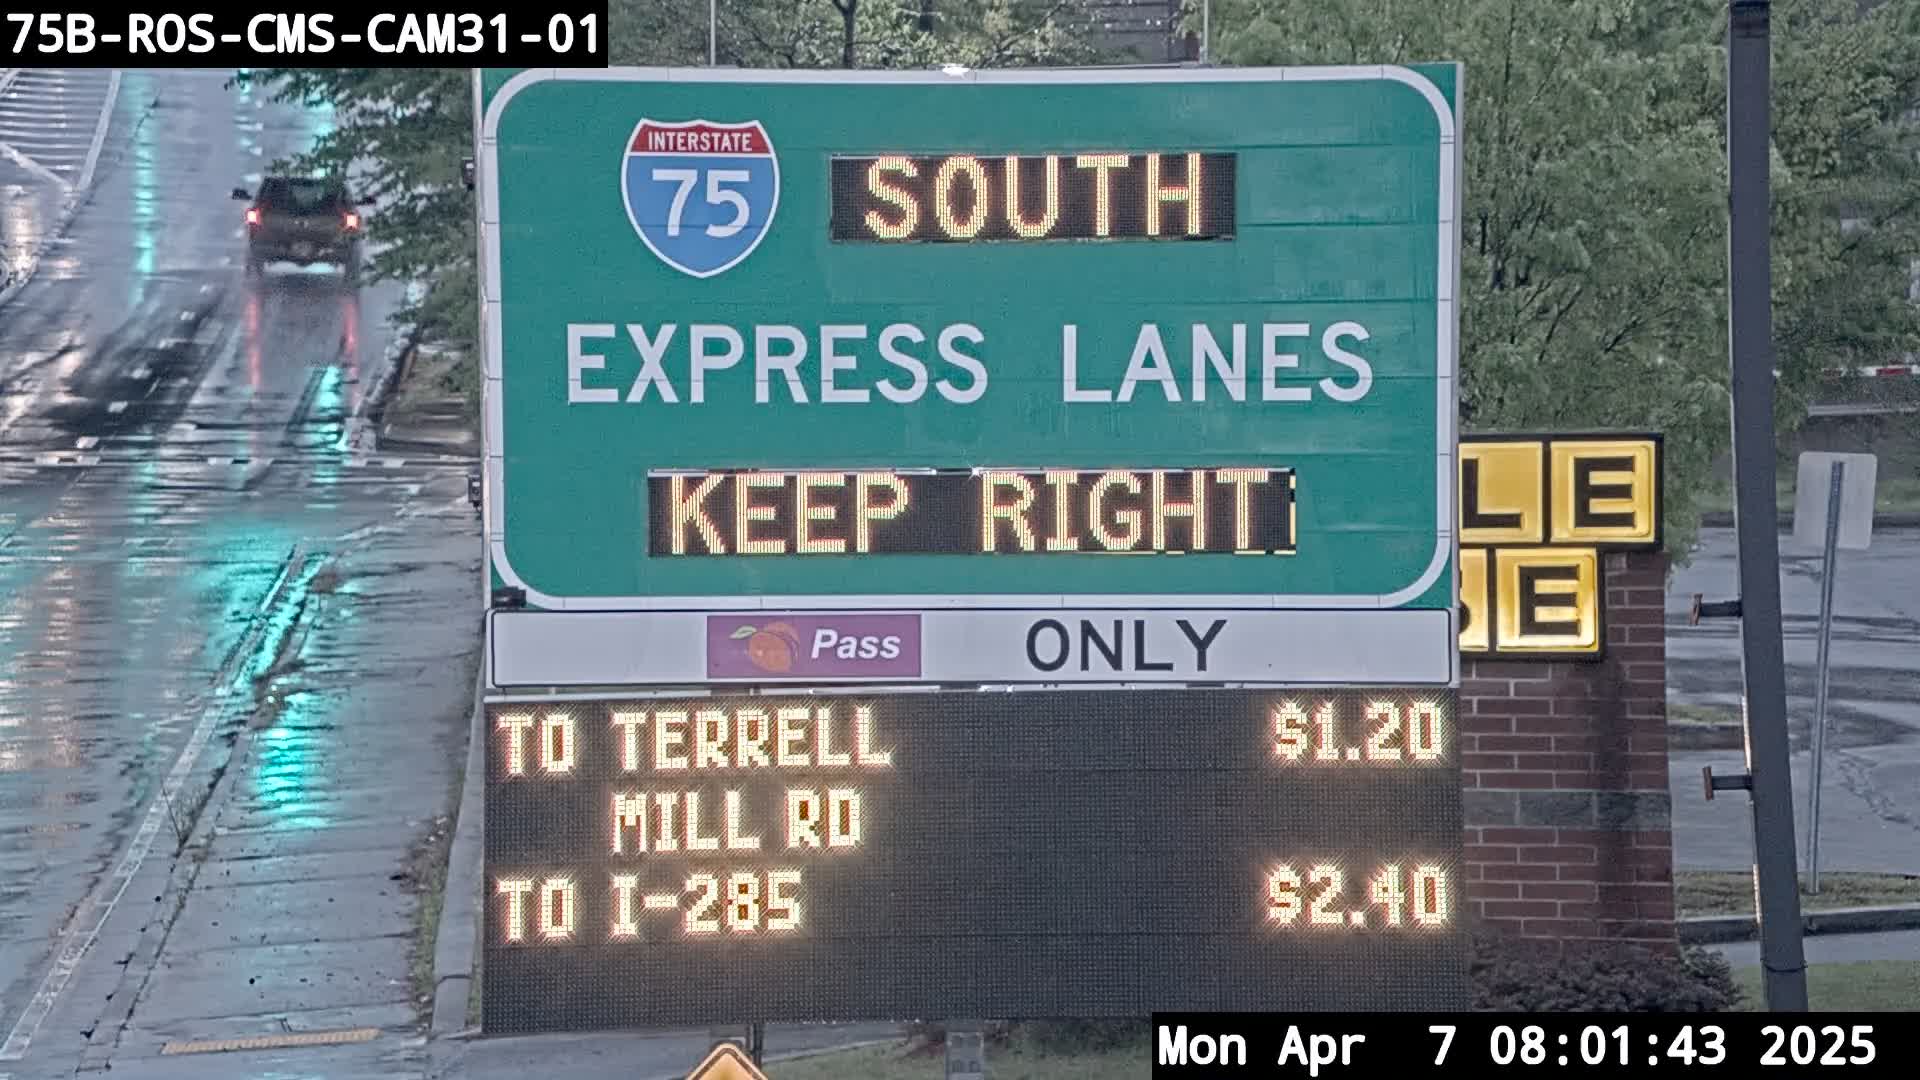 75B-ROS-CMS-CAM31-01
INTERSTATE
75
SOUTH
EXPRESS LANES
KEEP RIGHT
LE
E
Pass ONLY
TO TERRELL $1.20
MILL RD
TO I-285 $2.40
Mon Apr 7 08:01:43 2025